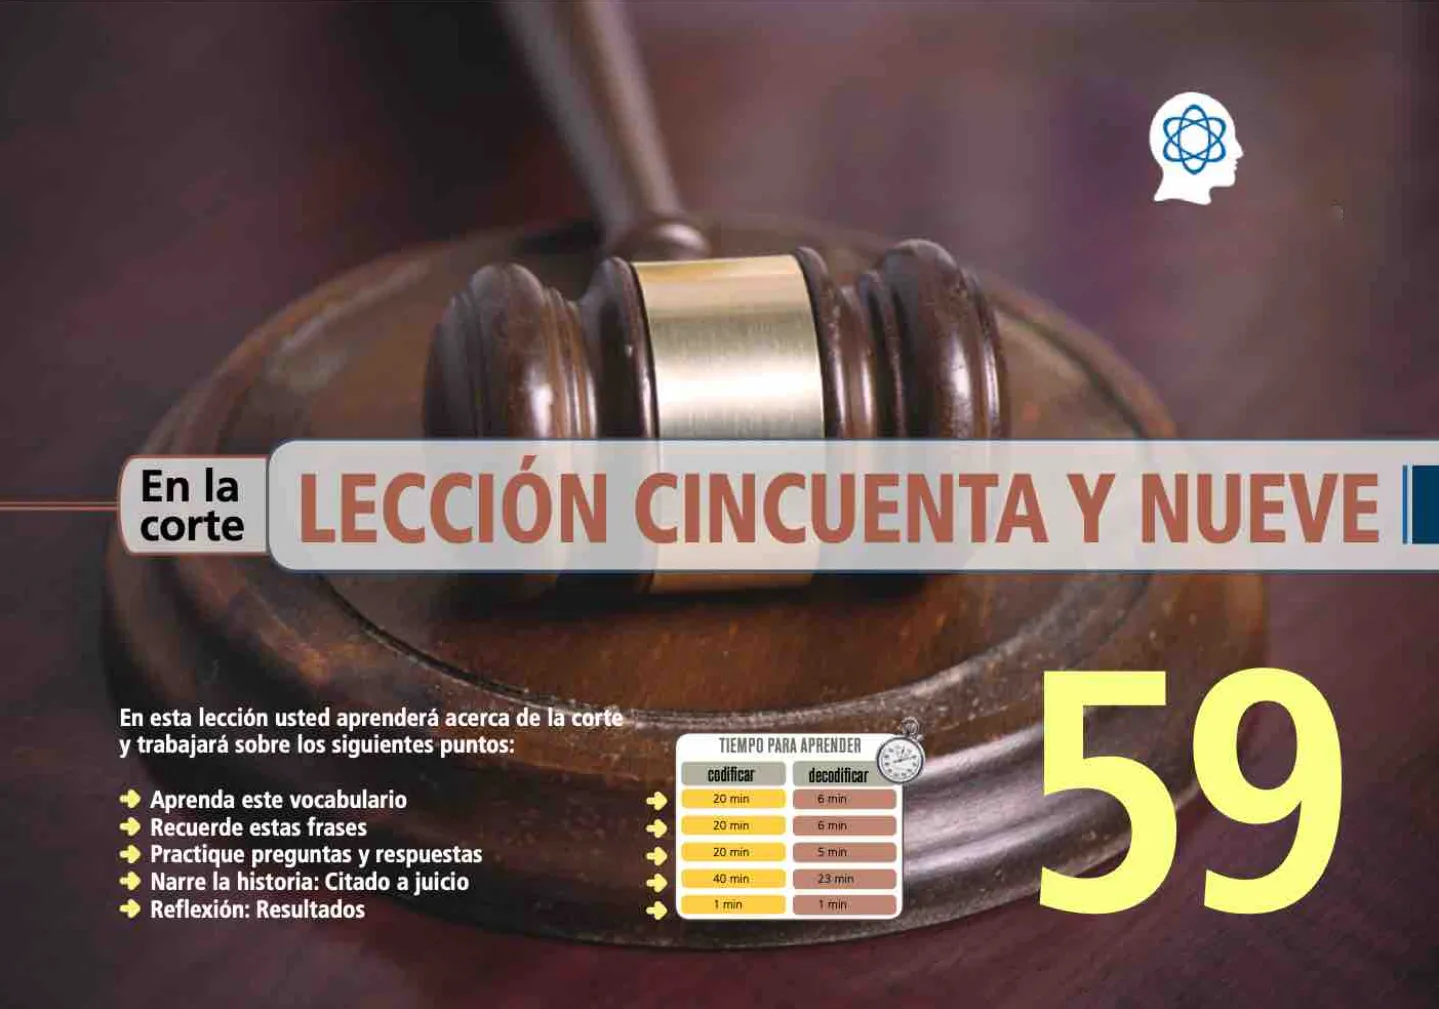 En la
corte
LECCIÓN CINCUENTA Y NUEVE
59
En esta lección usted aprenderá acerca de la corte
y trabajará sobre los siguientes puntos:
Aprenda este vocabulario
Recuerde estas frases
Practique preguntas y respuestas
Narre la historia: Citado a juicio
Reflexión: Resultados
TIEMPO PARA APRENDER
codificar decodificar
20 min 6 min
20 min 6 min
20 min 5 min
40 min 23 min
1 min 1 min